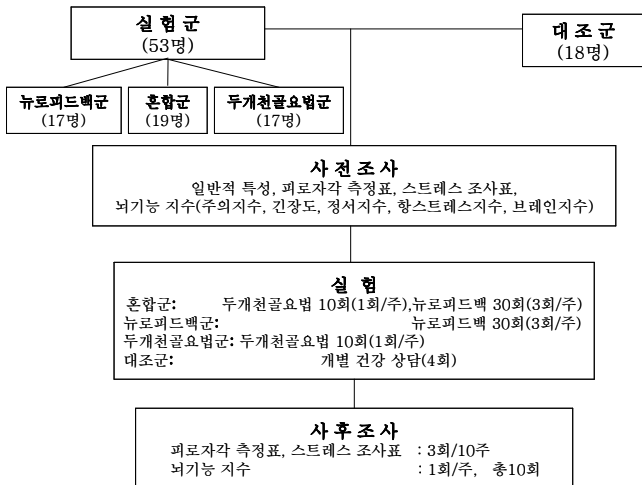 실 험 군
(53명)
대 조 군
(18명)
뉴로피드백군
(17명)
혼합군
(19명)
두개천골요법군
(17명)
사 전 조 사
일반적 특성, 피로자각 측정표, 스트레스 조사표,
뇌기능 지수(주의지수, 긴장도, 정서지수, 항스트레스지수, 브레인지수)
실 험
혼합군: 두개천골요법 10회(1회/주),뉴로피드백 30회(3회/주)
뉴로피드백군: 뉴로피드백 30회(3회/주)
두개천골요법군: 두개천골요법 10회(1회/주)
대조군: 개별 건강 상담(4회)
사 후 조 사
피로자각 측정표, 스트레스 조사표 : 3회/10주
뇌기능 지수 : 1회/주, 총10회